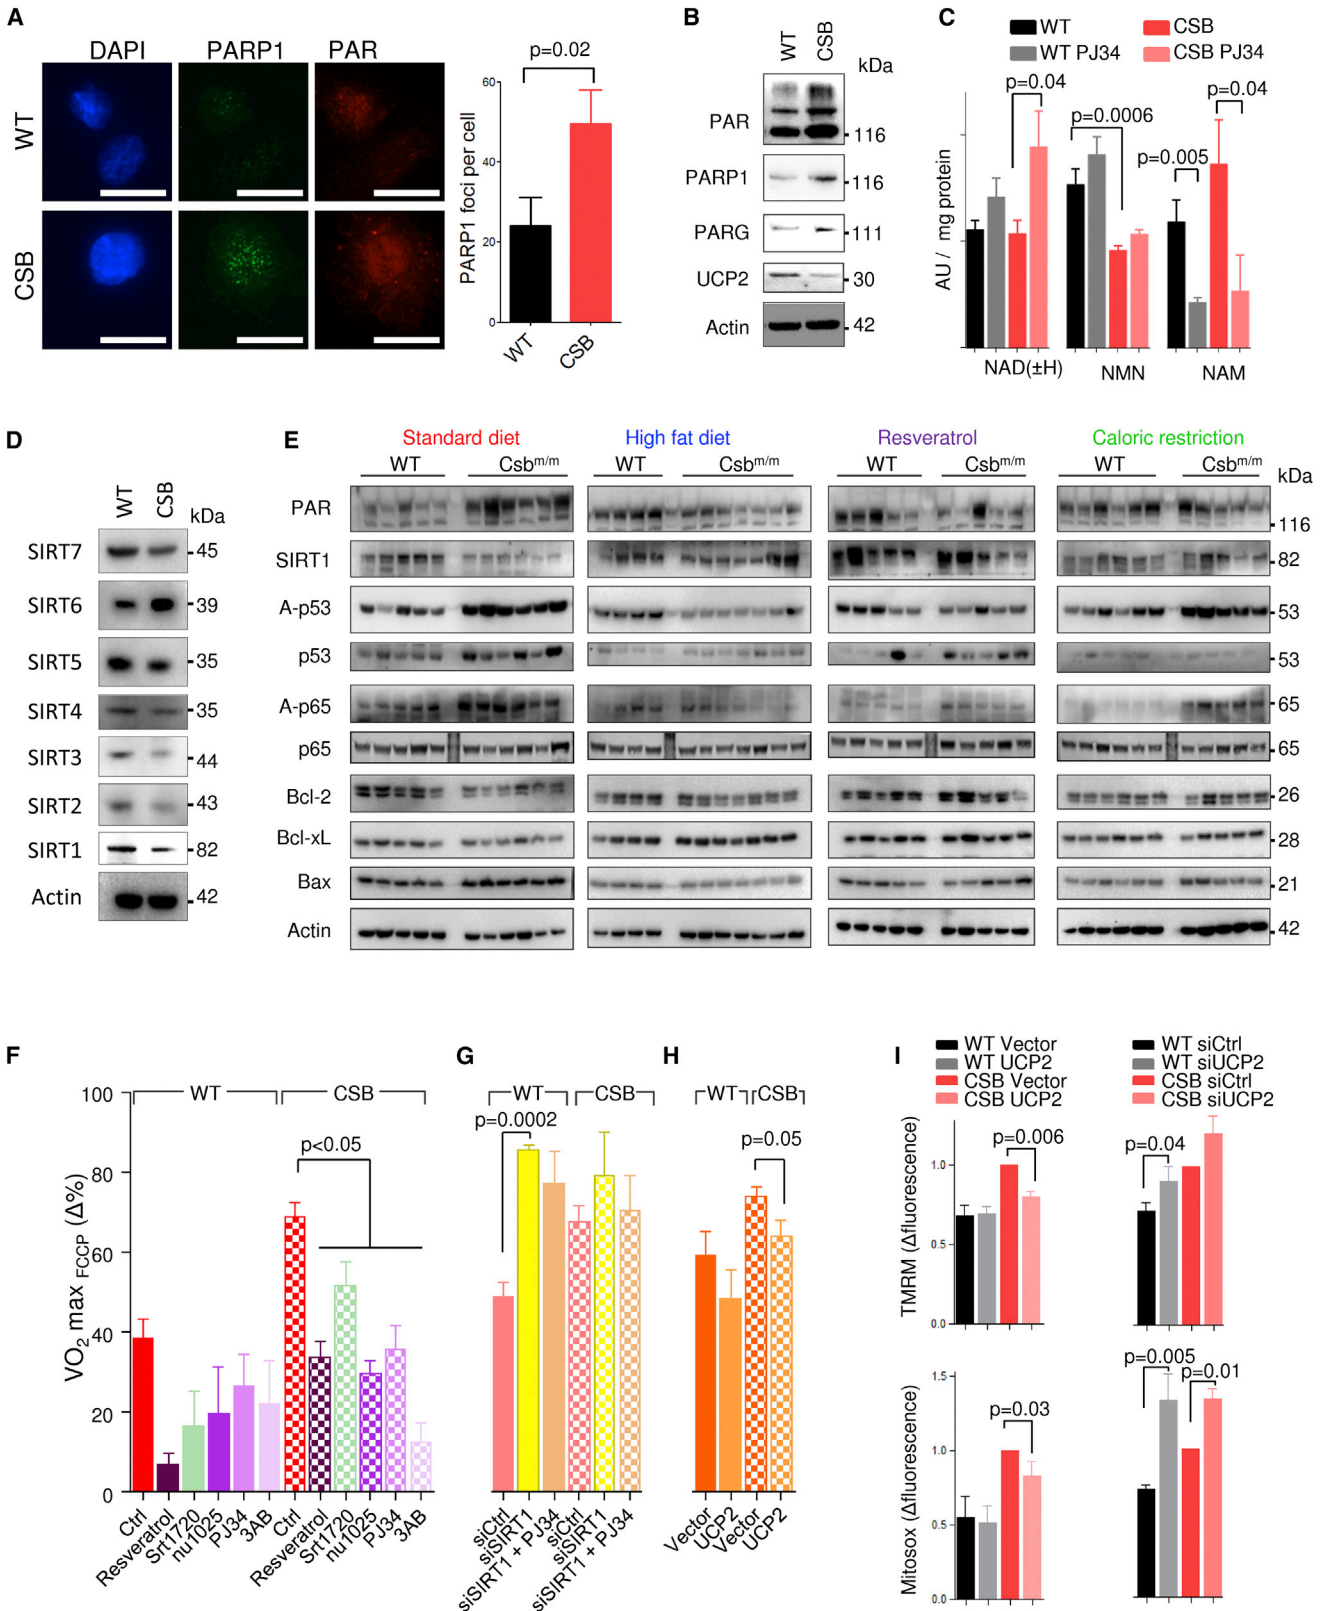 A
DAPI
PARP1
PAR
WT
CSB
p=0.02
PARP1 foci per cell
60
40
20
0
WT
CSB
B
WT
CSB
kDa
PAR
116
PARP1
116
PARG
111
UCP2
30
Actin
42
C
WT
CSB
WT PJ34
CSB PJ34
p=0.04
p=0.0006
p=0.04
p=0.005
AU / mg protein
NAD(±H)
NMN
NAM
D
WT
CSB
kDa
SIRT7
45
SIRT6
39
SIRT5
35
SIRT4
35
SIRT3
44
SIRT2
43
SIRT1
82
Actin
42
E
Standard diet
High fat diet
Resveratrol
Caloric restriction
WT
Csbm/m
WT
Csbm/m
WT
Csbm/m
WT
Csbm/m
kDa
PAR
116
SIRT1
82
A-p53
53
p53
53
A-p65
65
p65
65
Bcl-2
26
Bcl-xL
28
Bax
21
Actin
42
F
VO2 max FCCP (Δ%)
100
80
60
40
20
0
WT
CSB
p<0.05
Ctrl
Resveratrol
Srt1720
nu1025
PJ34
3AB
Ctrl
Resveratrol
Srt1720
nu1025
PJ34
3AB
G
WT
CSB
p=0.0002
siCtrl
siSIRT1
siSIRT1 + PJ34
siCtrl
siSIRT1
siSIRT1 + PJ34
H
WT
CSB
p=0.05
Vector
UCP2
Vector
UCP2
I
WT Vector
WT UCP2
CSB Vector
CSB UCP2
WT siCtrl
WT siUCP2
CSB siCtrl
CSB siUCP2
TMRM (Δfluorescence)
1.0
0.5
0.0
p=0.006
p=0.04
Mitosox (Δfluorescence)
1.5
1.0
0.5
0.0
p=0.03
p=0.005
p=0.01